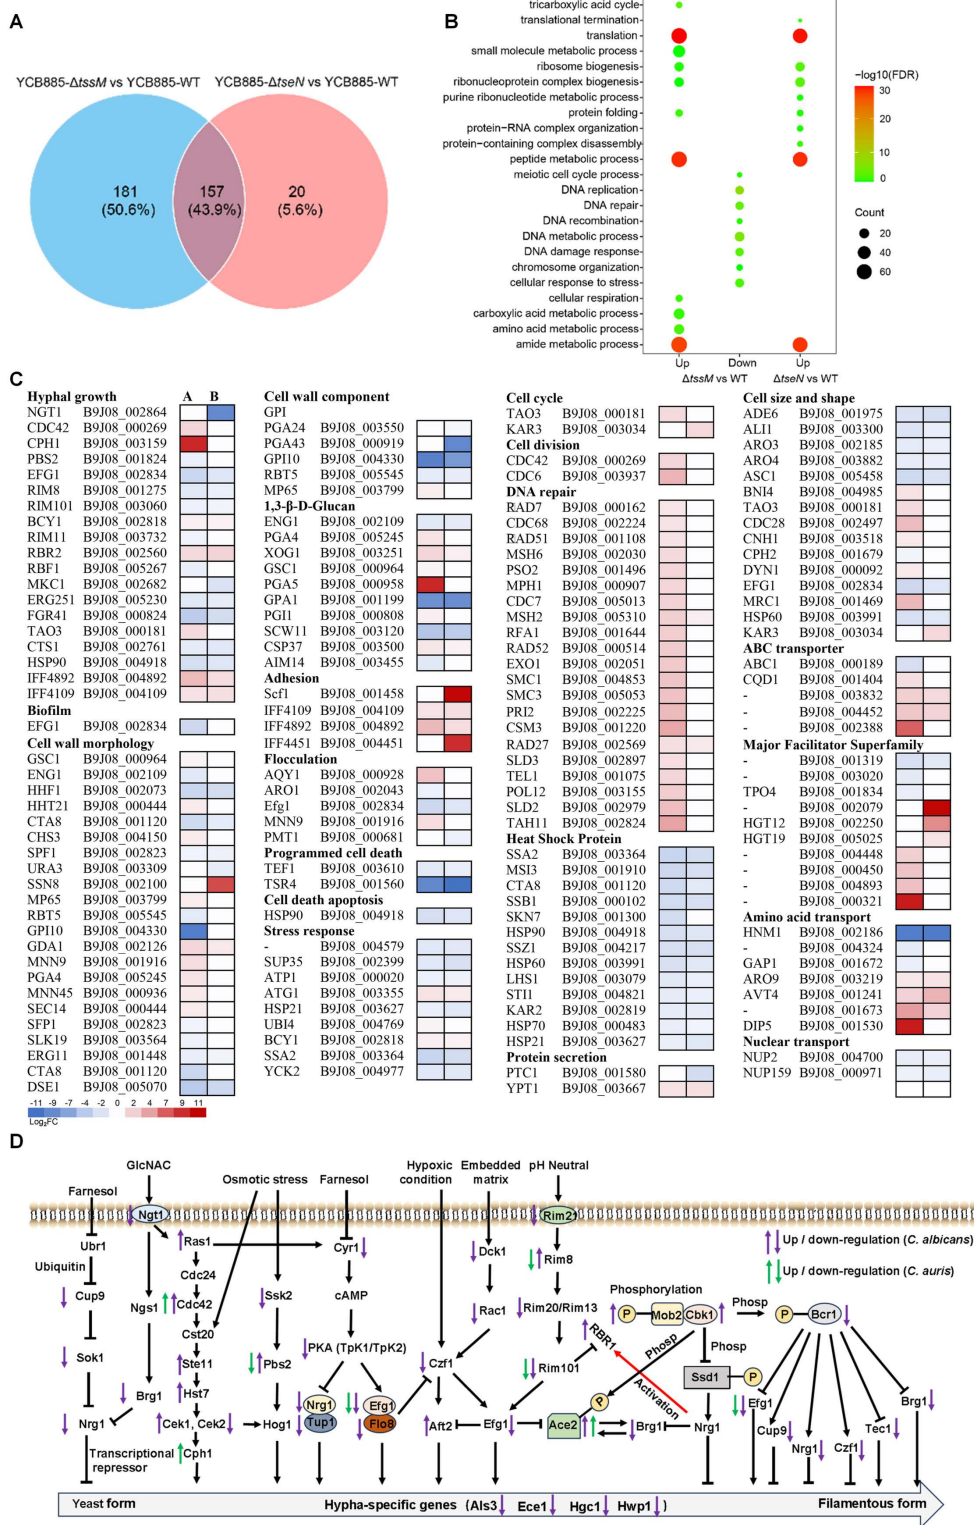 A
YCB885-ΔtssM vs YCB885-WT
YCB885-ΔtseN vs YCB885-WT
181
(50.6%)
157
(43.9%)
20
(5.6%)
B
tricarboxylic acid cycle
translational termination
translation
small molecule metabolic process
ribosome biogenesis
ribonucleoprotein complex biogenesis
purine ribonucleotide metabolic process
protein folding
protein−RNA complex organization
protein−containing complex disassembly
peptide metabolic process
meiotic cell cycle process
DNA replication
DNA repair
DNA recombination
DNA metabolic process
DNA damage response
chromosome organization
cellular response to stress
cellular respiration
carboxylic acid metabolic process
amino acid metabolic process
amide metabolic process
Up Down Up
ΔtssM vs WT ΔtseN vs WT
−log10(FDR)
30
20
10
0
Count
20
40
60
C
Hyphal growth A B
NGT1 B9J08_002864
CDC42 B9J08_000269
CPH1 B9J08_003159
PBS2 B9J08_001824
EFG1 B9J08_002834
RIM8 B9J08_001275
RIM101 B9J08_003060
BCY1 B9J08_002818
RIM11 B9J08_003732
RBR2 B9J08_002560
RBF1 B9J08_005267
MKC1 B9J08_002682
ERG251 B9J08_005230
FGR41 B9J08_000824
TAO3 B9J08_000181
CTS1 B9J08_002761
HSP90 B9J08_004918
IFF4892 B9J08_004892
IFF4109 B9J08_004109
Biofilm
EFG1 B9J08_002834
Cell wall morphology
GSC1 B9J08_000964
ENG1 B9J08_002109
HHF1 B9J08_002073
HHT21 B9J08_000444
CTA8 B9J08_001120
CHS3 B9J08_004150
SPF1 B9J08_002823
URA3 B9J08_003309
SSN8 B9J08_002100
MP65 B9J08_003799
RBT5 B9J08_005545
GPI10 B9J08_004330
GDA1 B9J08_002126
MNN9 B9J08_001916
PGA4 B9J08_005245
MNN45 B9J08_000936
SEC14 B9J08_000444
SFP1 B9J08_002823
SLK19 B9J08_003564
ERG11 B9J08_001448
CTA8 B9J08_001120
DSE1 B9J08_005070
-11 -9 -7 -4 -2 0 2 4 7 9 11
Log2FC
Cell wall component
GPI
PGA24 B9J08_003550
PGA43 B9J08_000919
GPI10 B9J08_004330
RBT5 B9J08_005545
MP65 B9J08_003799
1,3-β-D-Glucan
ENG1 B9J08_002109
PGA4 B9J08_005245
XOG1 B9J08_003251
GSC1 B9J08_000964
PGA5 B9J08_000958
GPA1 B9J08_001199
PGI1 B9J08_000808
SCW11 B9J08_003120
CSP37 B9J08_003500
AIM14 B9J08_003455
Adhesion
Scf1 B9J08_001458
IFF4109 B9J08_004109
IFF4892 B9J08_004892
IFF4451 B9J08_004451
Flocculation
AQY1 B9J08_000928
ARO1 B9J08_002043
Efg1 B9J08_002834
MNN9 B9J08_001916
PMT1 B9J08_000681
Programmed cell death
TEF1 B9J08_003610
TSR4 B9J08_001560
Cell death apoptosis
HSP90 B9J08_004918
Stress response
- B9J08_004579
SUP35 B9J08_002399
ATP1 B9J08_000020
ATG1 B9J08_003355
HSP21 B9J08_003627
UBI4 B9J08_004769
BCY1 B9J08_002818
SSA2 B9J08_003364
YCK2 B9J08_004977
Cell cycle
TAO3 B9J08_000181
KAR3 B9J08_003034
Cell division
CDC42 B9J08_000269
CDC6 B9J08_003937
DNA repair
RAD7 B9J08_000162
CDC68 B9J08_002224
RAD51 B9J08_001108
MSH6 B9J08_002030
PSO2 B9J08_001496
MPH1 B9J08_000907
CDC7 B9J08_005013
MSH2 B9J08_005310
RFA1 B9J08_001644
RAD52 B9J08_000514
EXO1 B9J08_002051
SMC1 B9J08_004853
SMC3 B9J08_005053
PRI2 B9J08_002225
CSM3 B9J08_001220
RAD27 B9J08_002569
SLD3 B9J08_002897
TEL1 B9J08_001075
POL12 B9J08_003155
SLD2 B9J08_002979
TAH11 B9J08_002824
Heat Shock Protein
SSA2 B9J08_003364
MSI3 B9J08_001910
CTA8 B9J08_001120
SSB1 B9J08_000102
SKN7 B9J08_001300
HSP90 B9J08_004918
SSZ1 B9J08_004217
HSP60 B9J08_003991
LHS1 B9J08_003079
STI1 B9J08_004821
KAR2 B9J08_002819
HSP70 B9J08_000483
HSP21 B9J08_003627
Protein secretion
PTC1 B9J08_001580
YPT1 B9J08_003667
Cell size and shape
ADE6 B9J08_001975
ALI1 B9J08_003300
ARO3 B9J08_002185
ARO4 B9J08_003882
ASC1 B9J08_005458
BNI4 B9J08_004985
TAO3 B9J08_000181
CDC28 B9J08_002497
CNH1 B9J08_003518
CPH2 B9J08_001679
DYN1 B9J08_000092
EFG1 B9J08_002834
MRC1 B9J08_001469
HSP60 B9J08_003991
KAR3 B9J08_003034
ABC transporter
ABC1 B9J08_000189
CQD1 B9J08_001404
- B9J08_003832
- B9J08_004452
- B9J08_002388
Major Facilitator Superfamily
- B9J08_001319
- B9J08_003020
TPO4 B9J08_001834
- B9J08_002079
HGT12 B9J08_002250
HGT19 B9J08_005025
- B9J08_004448
- B9J08_000450
- B9J08_004893
- B9J08_000321
Amino acid transport
HNM1 B9J08_002186
- B9J08_004324
GAP1 B9J08_001672
ARO9 B9J08_003219
AVT4 B9J08_001241
- B9J08_001673
DIP5 B9J08_001530
Nuclear transport
NUP2 B9J08_004700
NUP159 B9J08_000971
D
GlcNAC
Farnesol
Osmotic stress
Farnesol
Hypoxic
condition
Embedded
matrix
pH Neutral
Ngt1
Rim21
Ubr1
Ubiquitin
Cup9
Sok1
Nrg1
Transcriptional
repressor
Ngs1
Brg1
Ras1
Cdc24
Cdc42
Cst20
Ste11
Hst7
Cek1, Cek2
Cph1
Ssk2
Pbs2
Hog1
Cyr1
cAMP
PKA (TpK1/TpK2)
Nrg1
Tup1
Efg1
Flo8
Czf1
Aft2
Dck1
Rac1
Efg1
Rim8
Rim20/Rim13
Rim101
RBR1
Phosphorylation
P
Mob2
Cbk1
Phosp
P
Bcr1
Phosp
Phosp
Ssd1
P
Activation
P
Ace2
Brg1
Nrg1
Efg1
Cup9
Nrg1
Czf1
Tec1
Brg1
Up / down-regulation (C. albicans)
Up / down-regulation (C. auris)
Yeast form
Hypha-specific genes (Als3 Ece1 Hgc1 Hwp1 )
Filamentous form